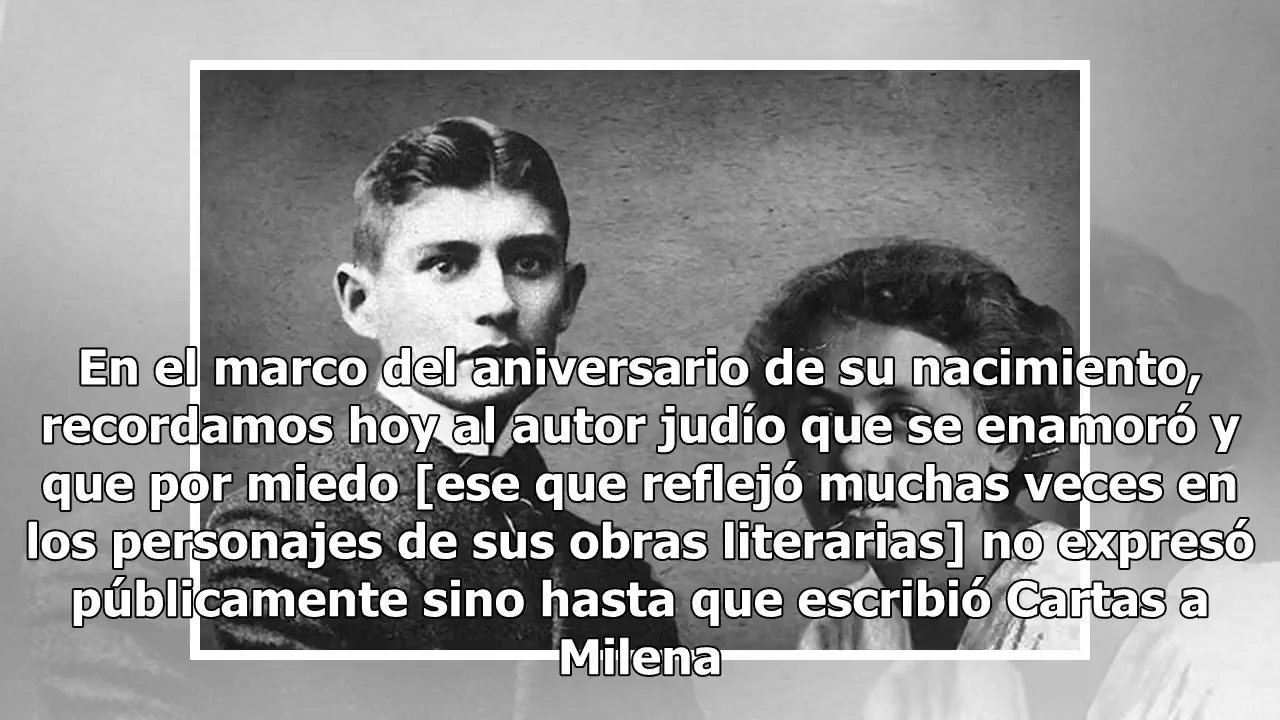 En el marco del aniversario de su nacimiento,
recordamos hoy al autor judío que se enamoró y
que por miedo [ese que reflejó muchas veces en
los personajes de sus obras literarias] no expresó
públicamente sino hasta que escribió Cartas a
Milena